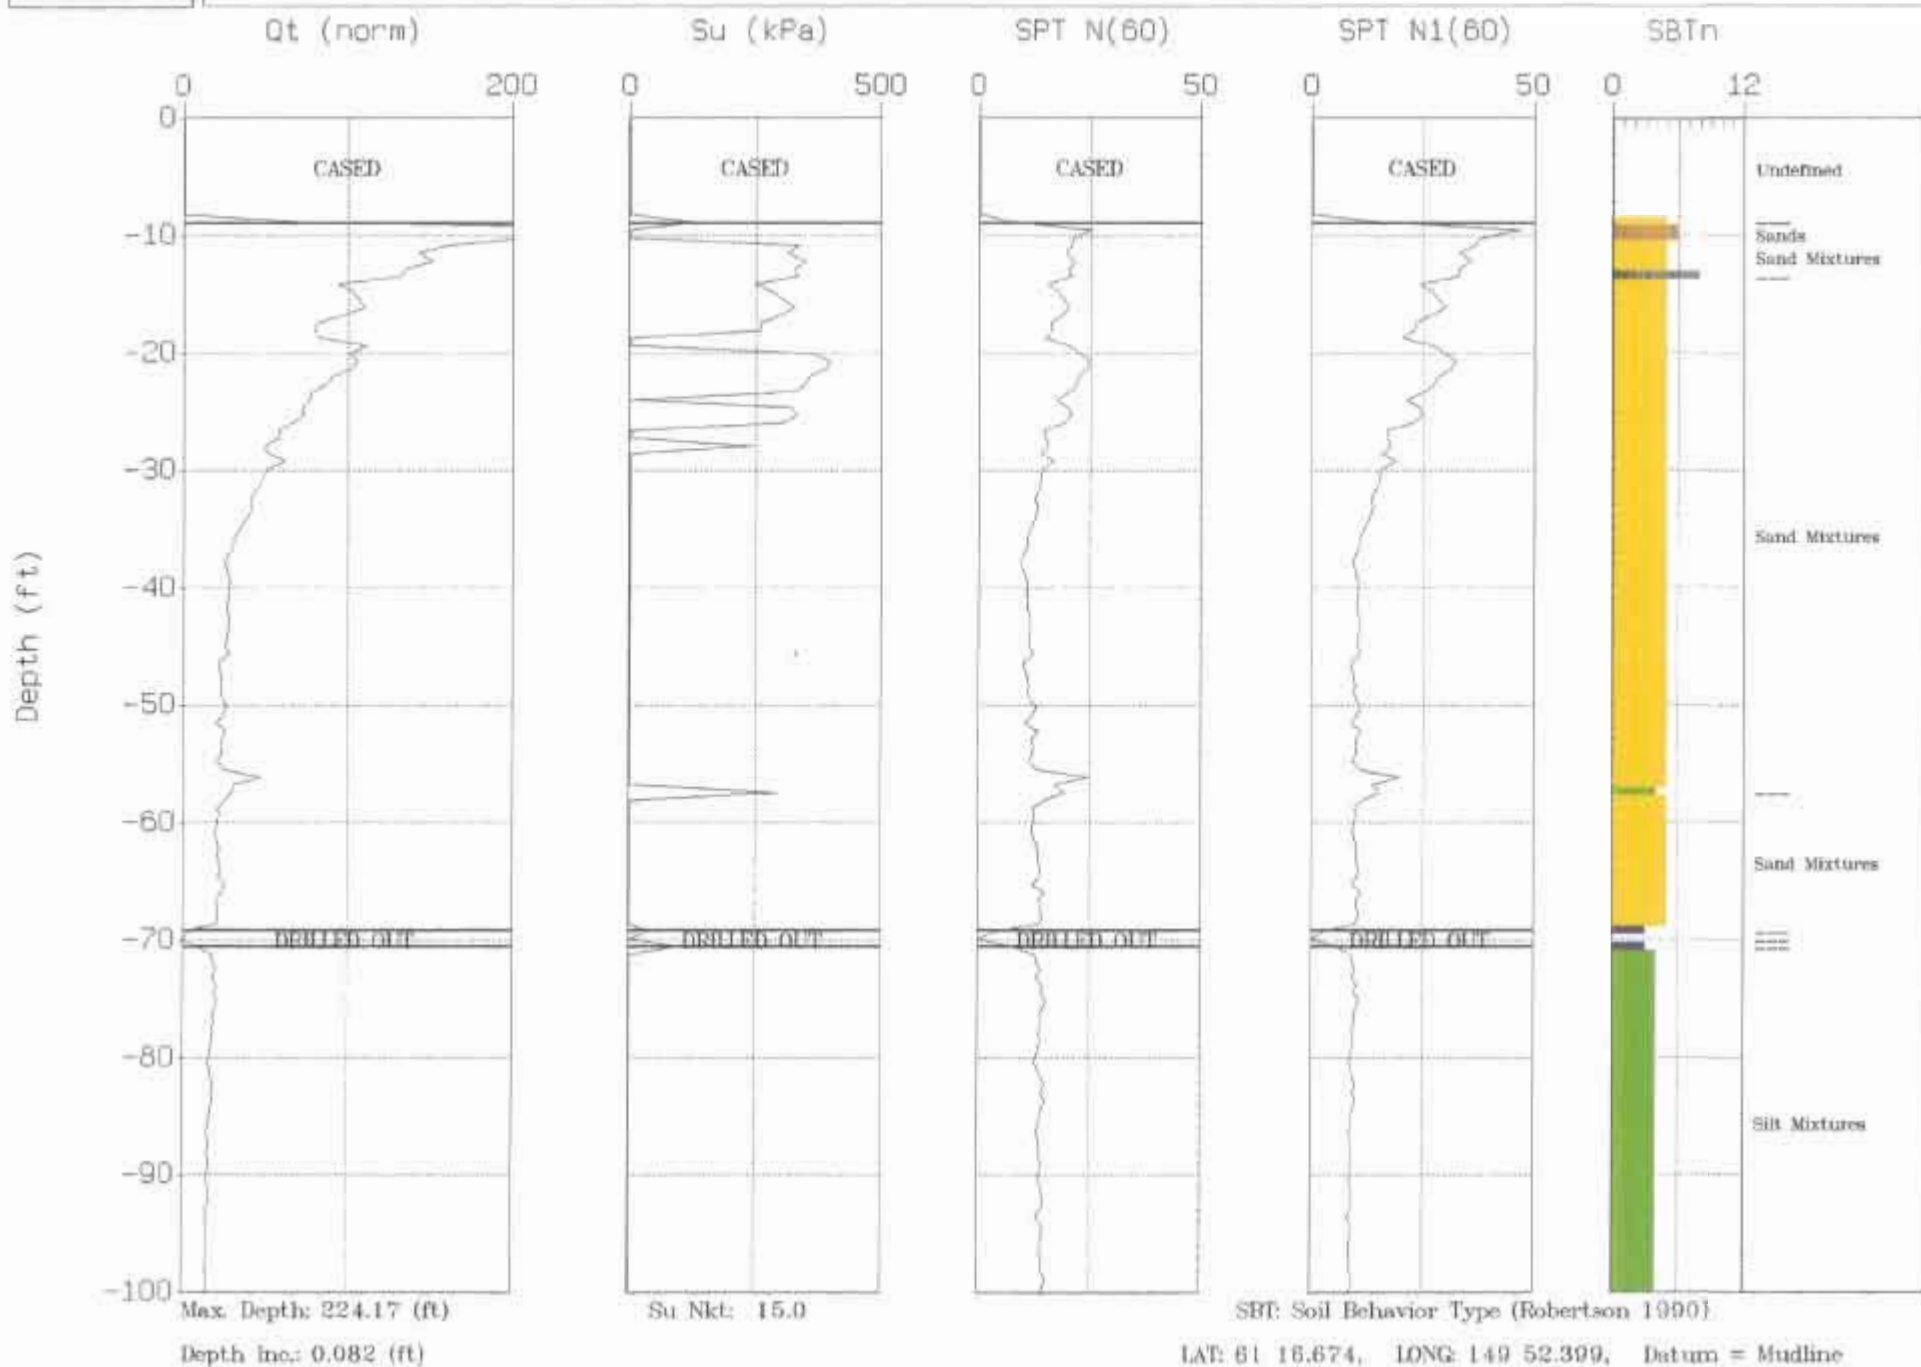 Qt (norm) Su (kPa) SPT N(60) SPT N1(60) SBTn
0 200 0 500 0 50 0 50 0 12
0
CASED CASED CASED CASED Undefined
-10
Sands
Sand Mixtures
-20
-30
Sand Mixtures
Depth (ft)
-40
-50
-60
Sand Mixtures
-70 DRILLED OUT DRILLED OUT DRILLED OUT DRILLED OUT
-80
Silt Mixtures
-90
-100
Max. Depth: 224.17 (ft) Su Nkt: 15.0 SBT: Soil Behavior Type (Robertson 1990)
Depth Inc.: 0.082 (ft) LAT: 61 16.674, LONG: 149 52.399, Datum = Mudline